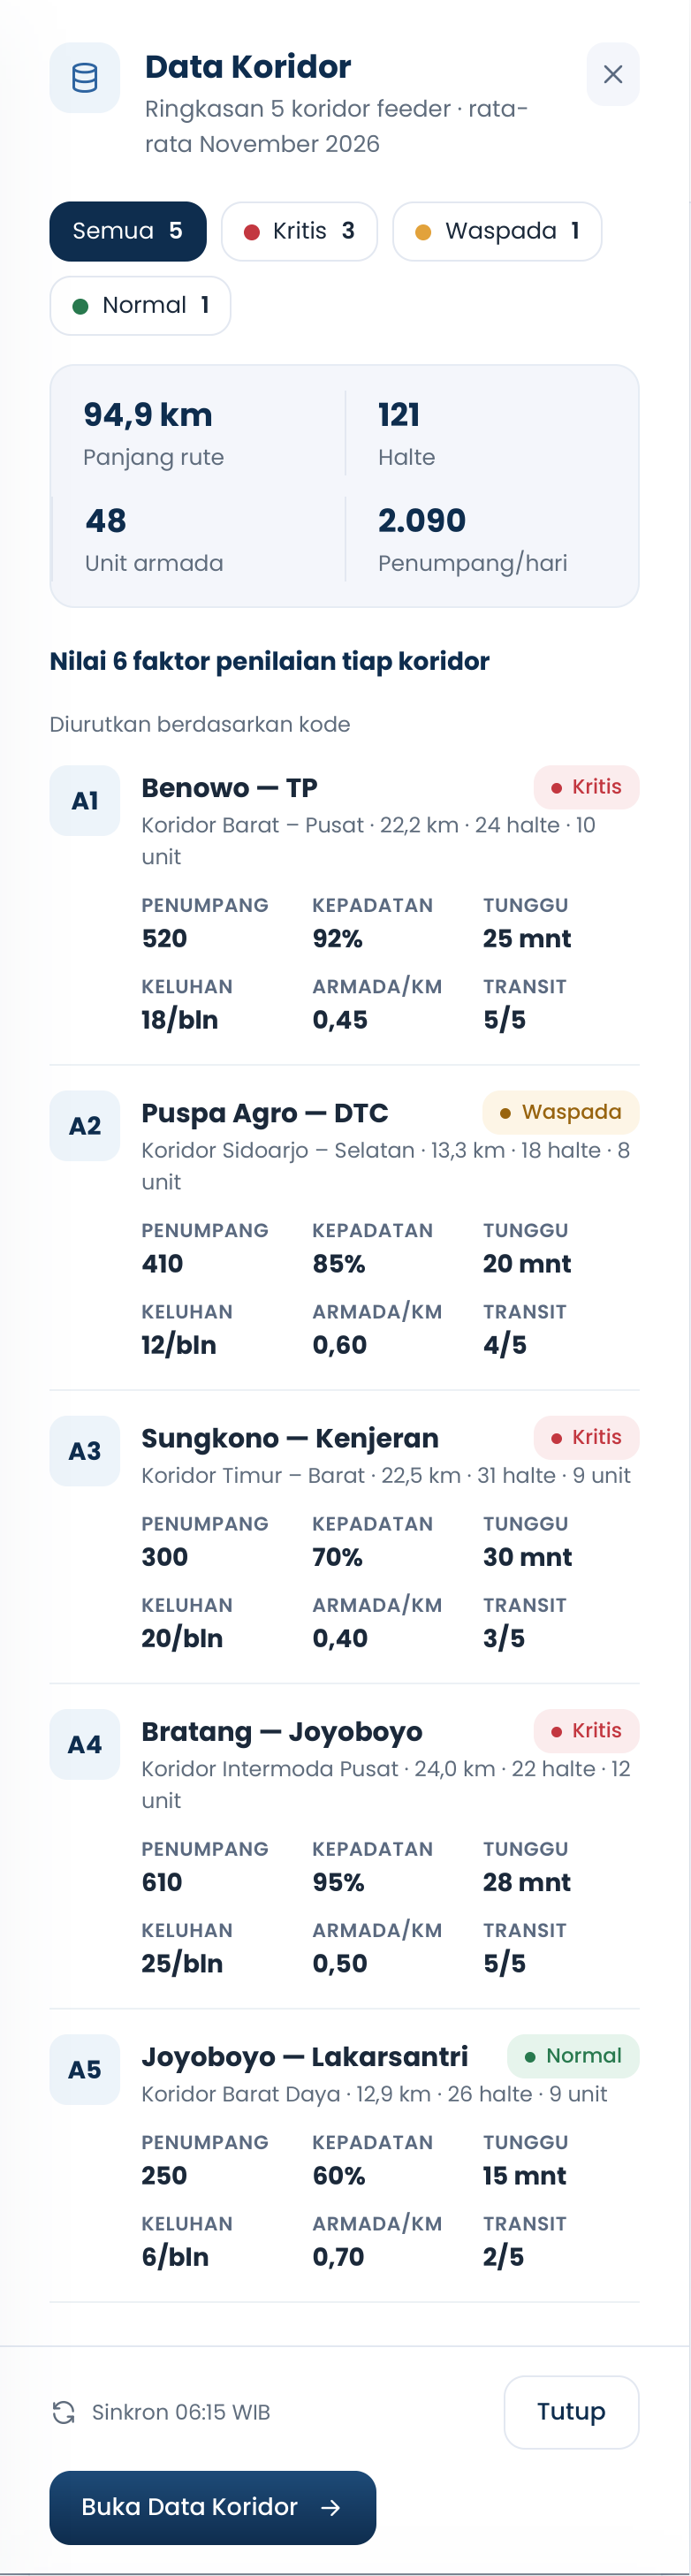 Data Koridor
Ringkasan 5 koridor feeder · rata-
rata November 2026
Semua 5
Kritis 3
Waspada 1
Normal 1
94,9 km
121
Panjang rute
Halte
48
2.090
Unit armada
Penumpang/hari
Nilai 6 faktor penilaian tiap koridor
Diurutkan berdasarkan kode
A1
Benowo — TP
Kritis
Koridor Barat – Pusat · 22,2 km · 24 halte · 10
unit
PENUMPANG KEPADATAN TUNGGU
520 92% 25 mnt
KELUHAN ARMADA/KM TRANSIT
18/bln 0,45 5/5
A2
Puspa Agro — DTC
Waspada
Koridor Sidoarjo – Selatan · 13,3 km · 18 halte · 8
unit
PENUMPANG KEPADATAN TUNGGU
410 85% 20 mnt
KELUHAN ARMADA/KM TRANSIT
12/bln 0,60 4/5
A3
Sungkono — Kenjeran
Kritis
Koridor Timur – Barat · 22,5 km · 31 halte · 9 unit
PENUMPANG KEPADATAN TUNGGU
300 70% 30 mnt
KELUHAN ARMADA/KM TRANSIT
20/bln 0,40 3/5
A4
Bratang — Joyoboyo
Kritis
Koridor Intermoda Pusat · 24,0 km · 22 halte · 12
unit
PENUMPANG KEPADATAN TUNGGU
610 95% 28 mnt
KELUHAN ARMADA/KM TRANSIT
25/bln 0,50 5/5
A5
Joyoboyo — Lakarsantri
Normal
Koridor Barat Daya · 12,9 km · 26 halte · 9 unit
PENUMPANG KEPADATAN TUNGGU
250 60% 15 mnt
KELUHAN ARMADA/KM TRANSIT
6/bln 0,70 2/5
Sinkron 06:15 WIB
Tutup
Buka Data Koridor →